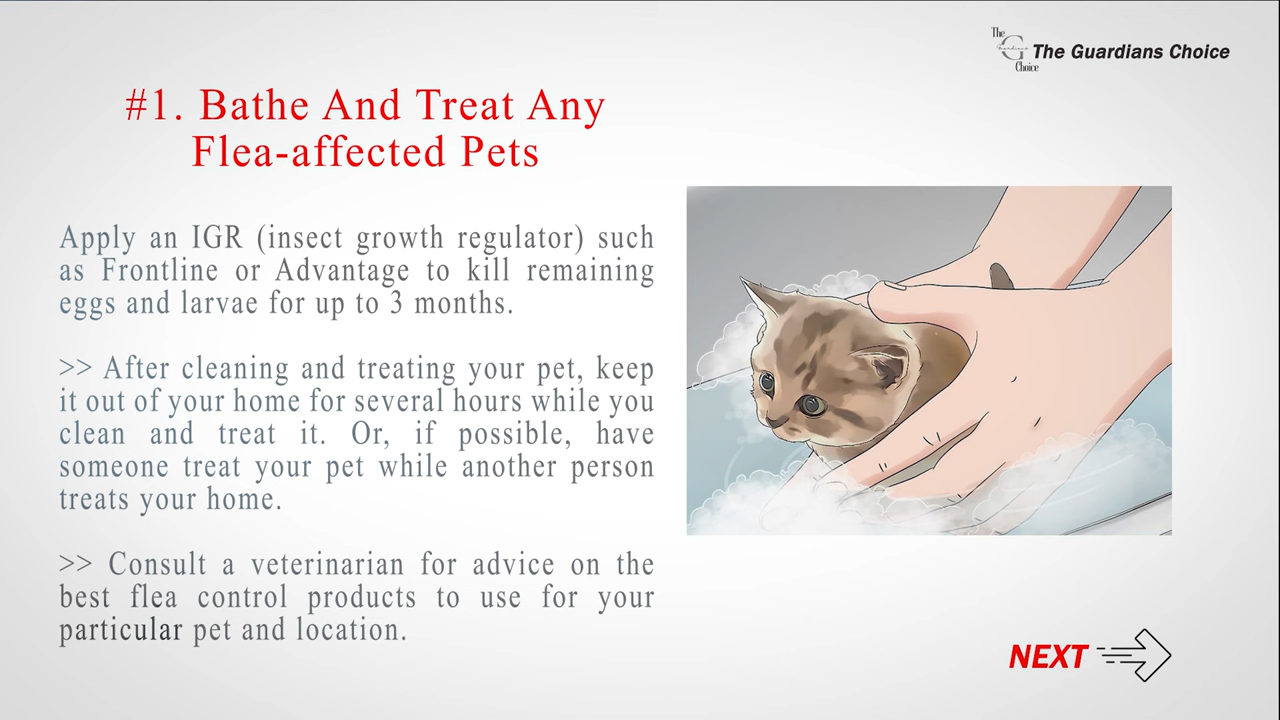 The
G
Guardians
Choice
The Guardians Choice
#1. Bathe And Treat Any
Flea-affected Pets
Apply an IGR (insect growth regulator) such
as Frontline or Advantage to kill remaining
eggs and larvae for up to 3 months.
>> After cleaning and treating your pet, keep
it out of your home for several hours while you
clean and treat it. Or, if possible, have
someone treat your pet while another person
treats your home.
>> Consult a veterinarian for advice on the
best flea control products to use for your
particular pet and location.
NEXT